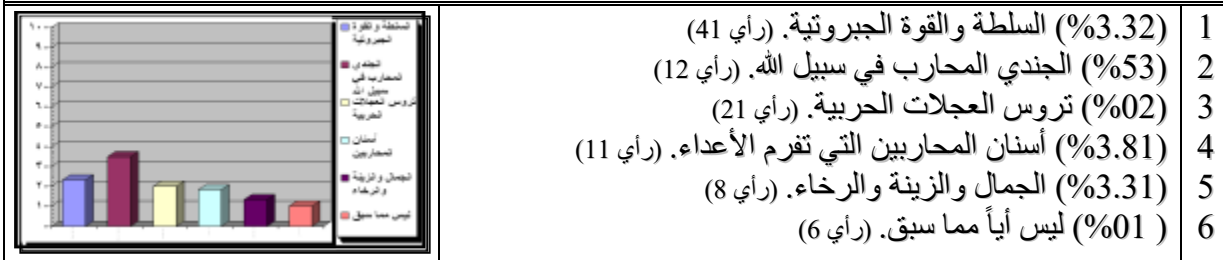 1 (%3.32) السلطة والقوة الجبروتية. (رأي 41)
2 (%53) الجندي المحارب في سبيل الله. (رأي 12)
3 (%02) تروس العجلات الحربية. (رأي 21)
4 (%3.81) أسنان المحاربين التي تفرم الأعداء. (رأي 11)
5 (%3.31) الجمال والزينة والرخاء. (رأي 8)
6 ( %01) ليس أياً مما سبق. (رأي 6)
السلطة والقوة
الجبروتية
الجندي
المحارب في
سبيل الله
تروس العجلات
الحربية
أسنان
المحاربين
الجمال والزينة
والرخاء
ليس مما سبق